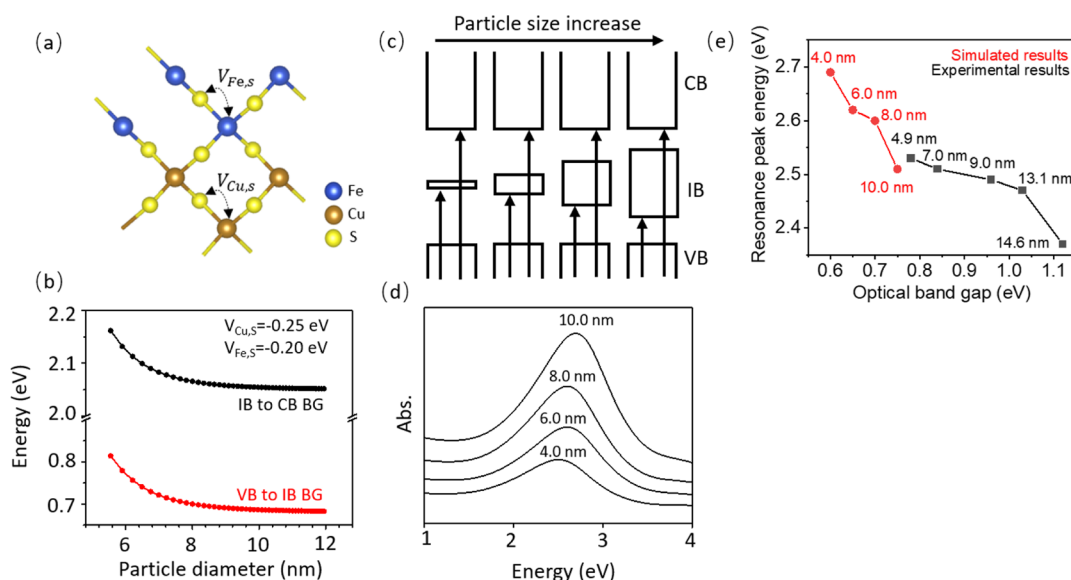 (a)
V_Fe,s
V_Cu,s
Fe
Cu
S
(b)
2.2
2.1
2.0
0.8
0.7
Energy (eV)
V_Cu,S=-0.25 eV
V_Fe,S=-0.20 eV
IB to CB BG
VB to IB BG
6 8 10 12
Particle diameter (nm)
(c)
Particle size increase
CB
IB
VB
(d)
Abs.
10.0 nm
8.0 nm
6.0 nm
4.0 nm
1 2 3 4
Energy (eV)
(e)
Resonance peak energy (eV)
2.7
2.6
2.5
2.4
Simulated results
Experimental results
4.0 nm
6.0 nm
8.0 nm
10.0 nm
4.9 nm
7.0 nm
9.0 nm
13.1 nm
14.6 nm
0.6 0.7 0.8 0.9 1.0 1.1
Optical band gap (eV)